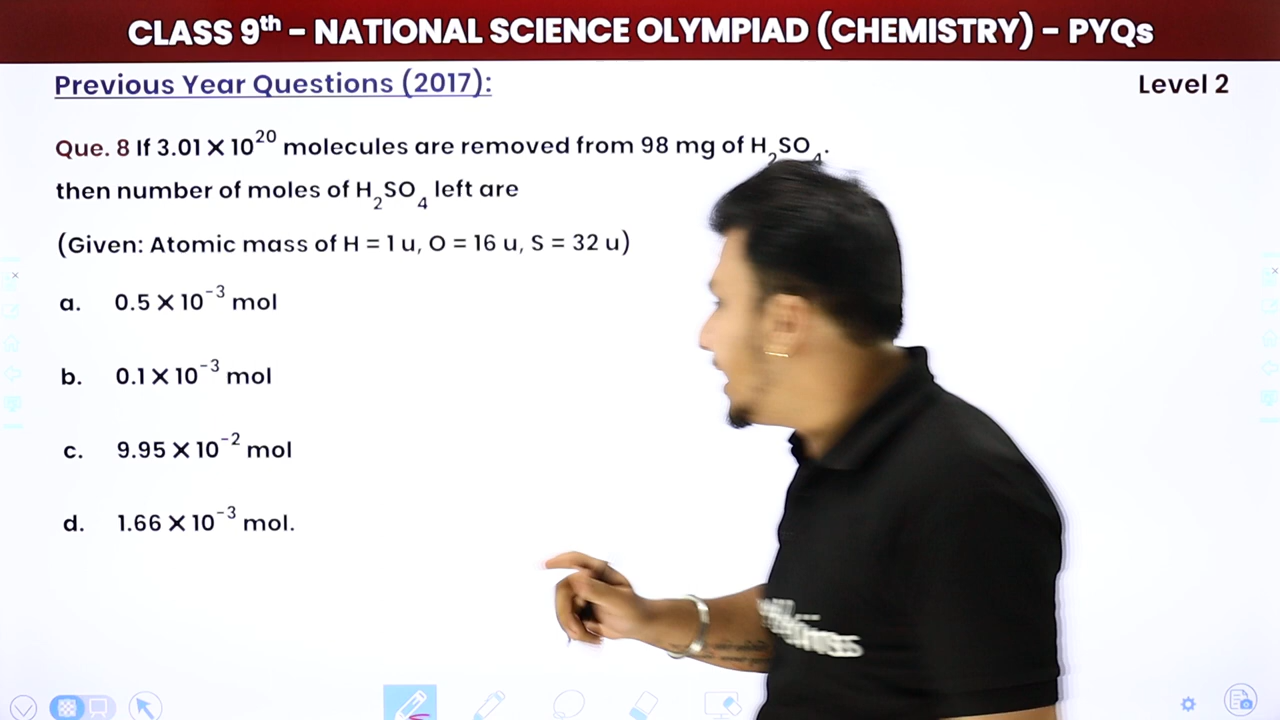 CLASS 9th – NATIONAL SCIENCE OLYMPIAD (CHEMISTRY) – PYQs
Previous Year Questions (2017):
Level 2
Que. 8 If 3.01 × 10²⁰ molecules are removed from 98 mg of H₂SO₄.
then number of moles of H₂SO₄ left are
(Given: Atomic mass of H = 1 u, O = 16 u, S = 32 u)
a. 0.5 × 10⁻³ mol
b. 0.1 × 10⁻³ mol
c. 9.95 × 10⁻² mol
d. 1.66 × 10⁻³ mol.